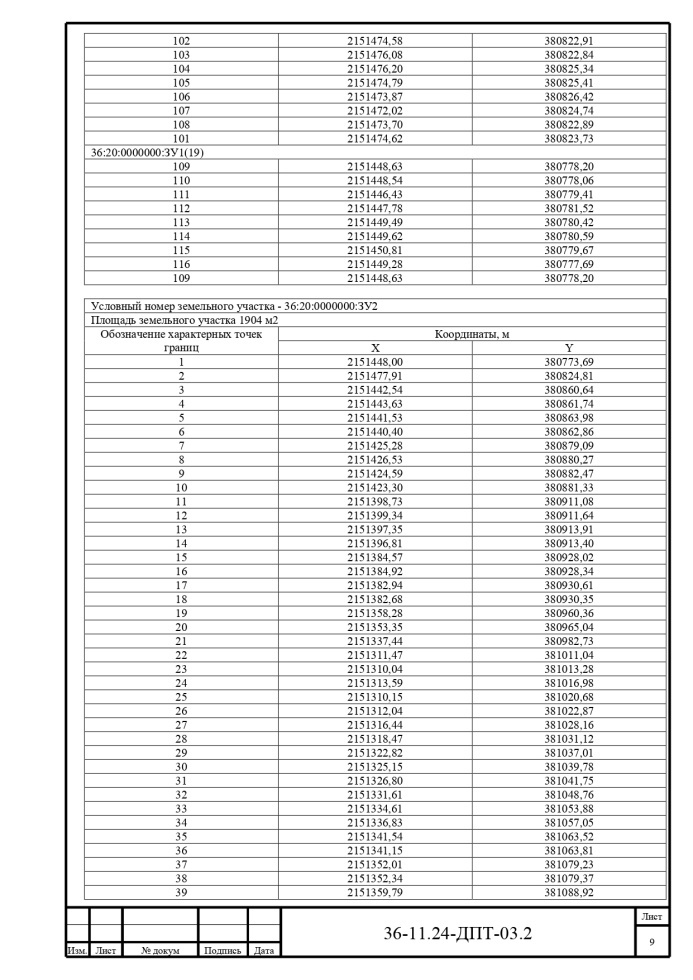 102 2151474,58 380822,91
103 2151476,08 380822,84
104 2151476,20 380825,34
105 2151474,79 380825,41
106 2151473,87 380826,42
107 2151472,02 380824,74
108 2151473,70 380822,89
101 2151474,62 380823,73
36:20:0000000:ЗУ1(19)
109 2151448,63 380778,20
110 2151448,54 380778,06
111 2151446,43 380779,41
112 2151447,78 380781,52
113 2151449,49 380780,42
114 2151449,62 380780,59
115 2151450,81 380779,67
116 2151449,28 380777,69
109 2151448,63 380778,20
Условный номер земельного участка - 36:20:0000000:ЗУ2
Площадь земельного участка 1904 м2
Обозначение характерных точек Координаты, м
границ X Y
1 2151448,00 380773,69
2 2151477,91 380824,81
3 2151442,54 380860,64
4 2151443,63 380861,74
5 2151441,53 380863,98
6 2151440,40 380862,86
7 2151425,28 380879,09
8 2151426,53 380880,27
9 2151424,59 380882,47
10 2151423,30 380881,33
11 2151398,73 380911,08
12 2151399,34 380911,64
13 2151397,35 380913,91
14 2151396,81 380913,40
15 2151384,57 380928,02
16 2151384,92 380928,34
17 2151382,94 380930,61
18 2151382,68 380930,35
19 2151358,28 380960,36
20 2151353,35 380965,04
21 2151337,44 380982,73
22 2151311,47 381011,04
23 2151310,04 381013,28
24 2151313,59 381016,98
25 2151310,15 381020,68
26 2151312,04 381022,87
27 2151316,44 381028,16
28 2151318,47 381031,12
29 2151322,82 381037,01
30 2151325,15 381039,78
31 2151326,80 381041,75
32 2151331,61 381048,76
33 2151334,61 381053,88
34 2151336,83 381057,05
35 2151341,54 381063,52
36 2151341,15 381063,81
37 2151352,01 381079,23
38 2151352,34 381079,37
39 2151359,79 381088,92
36-11.24-ДПТ-03.2 Лист
9
Изм. Лист № докум Подпись Дата